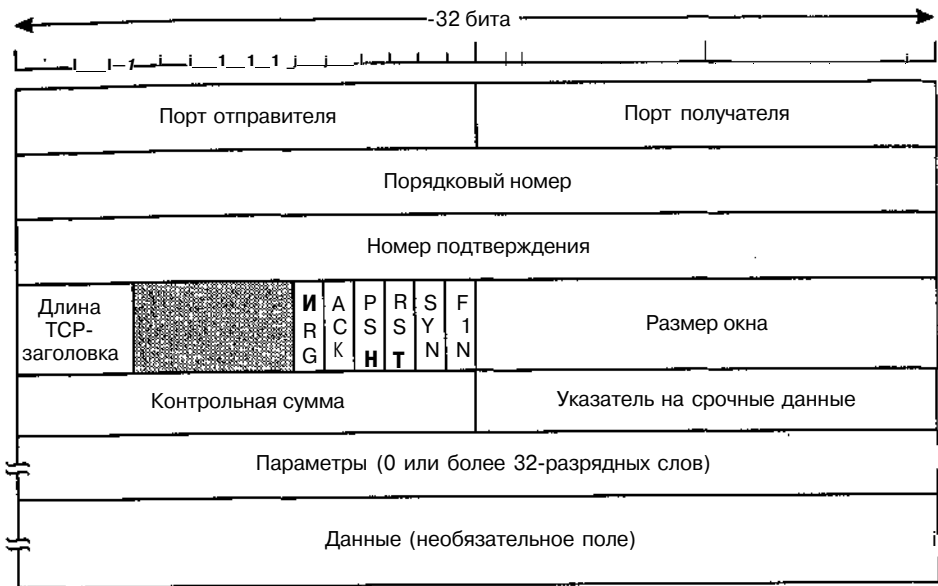 -32 бита
Порт отправителя
Порт получателя
Порядковый номер
Номер подтверждения
Длина
TCP-
заголовка
И
R
G
A
C
K
P
S
H
R
S
T
S
Y
N
F
1
N
Размер окна
Контрольная сумма
Указатель на срочные данные
Параметры (0 или более 32-разрядных слов)
Данные (необязательное поле)